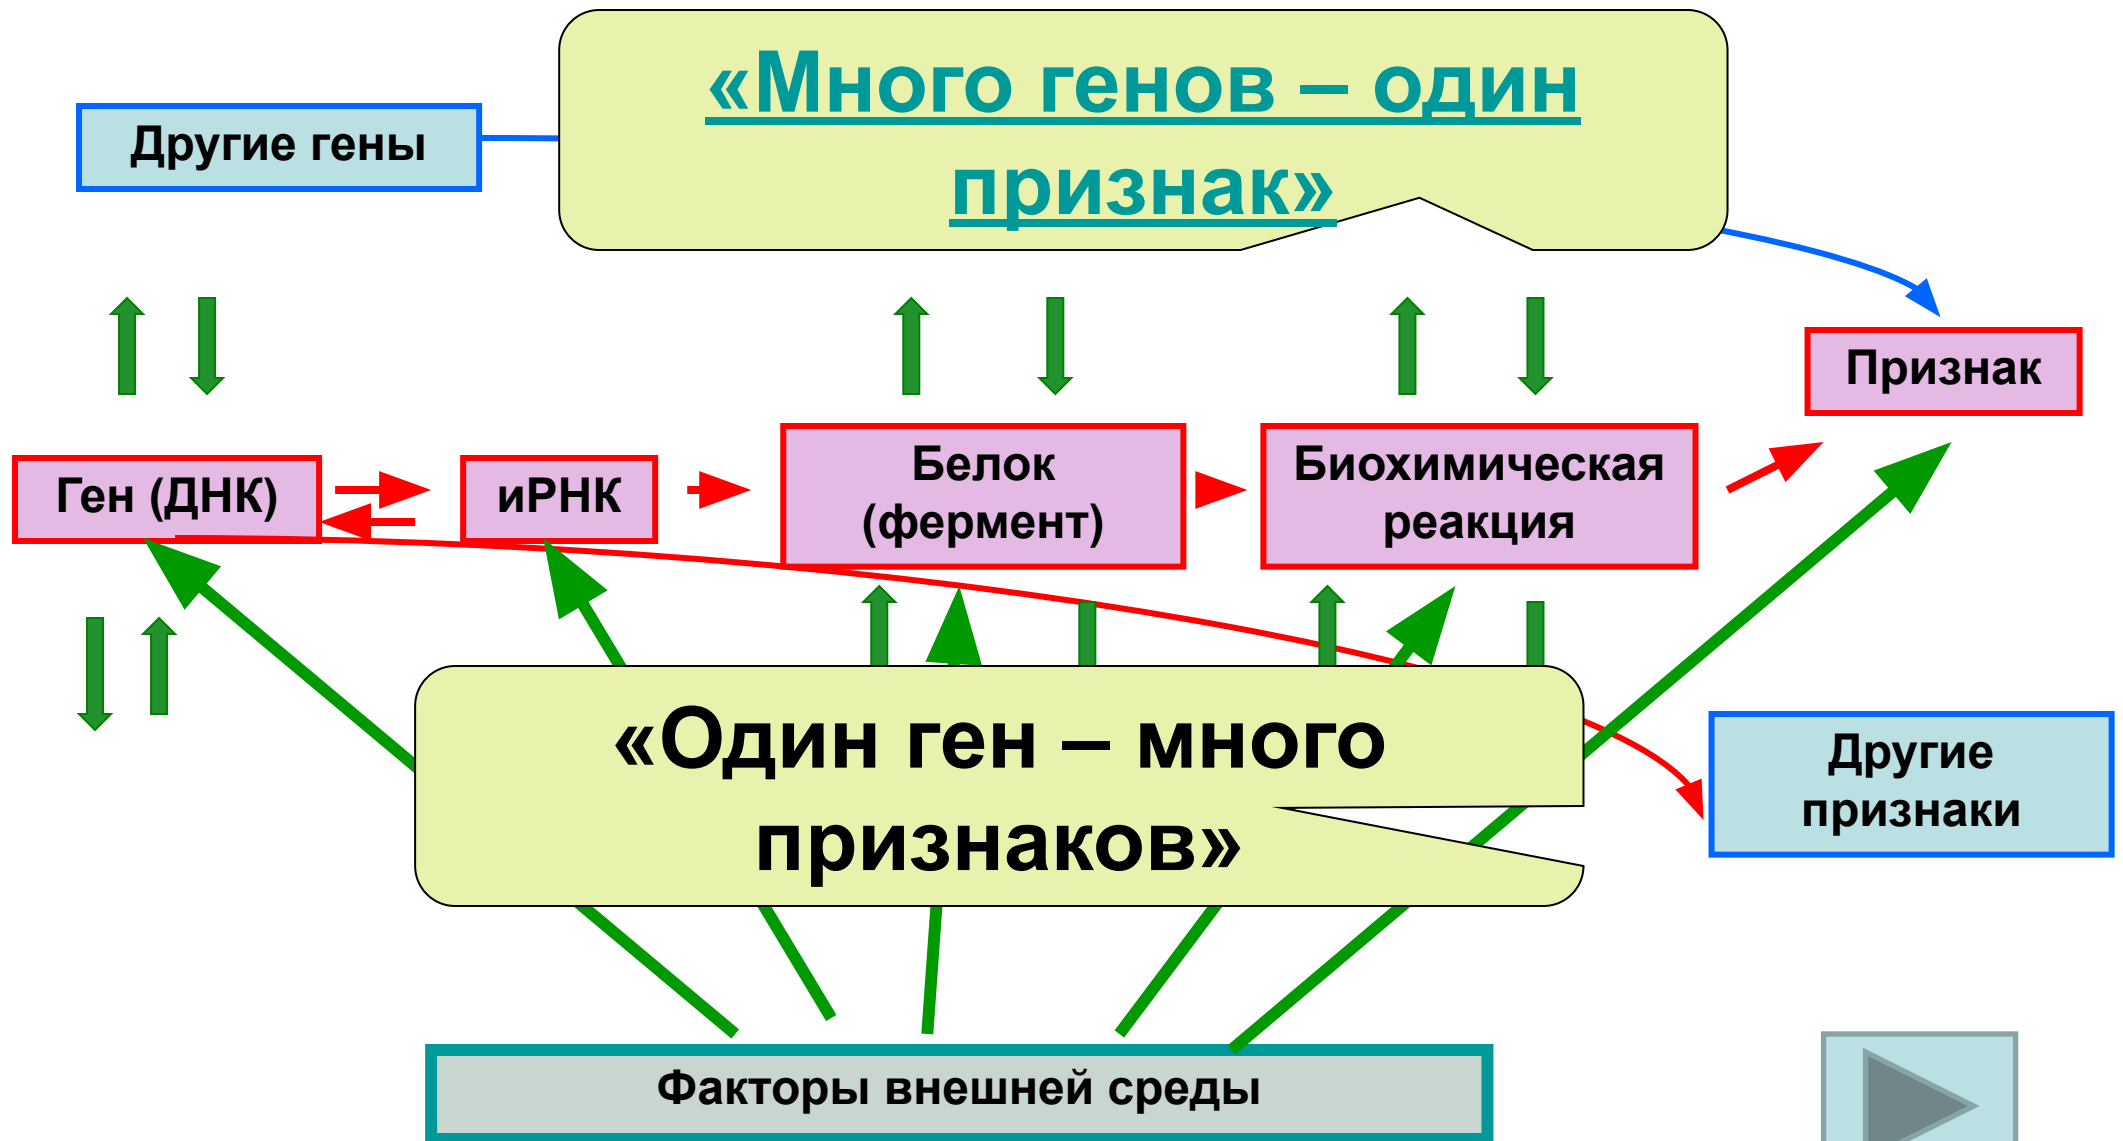 «Много генов – один
признак»
Другие гены
Признак
Ген (ДНК)
иРНК
Белок
(фермент)
Биохимическая
реакция
«Один ген – много
признаков»
Другие
признаки
Факторы внешней среды